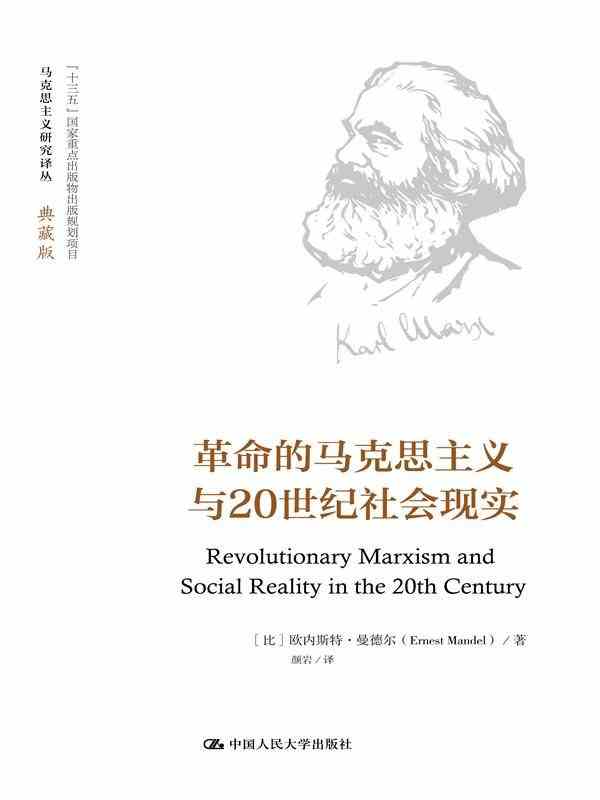 「十三五」国家重点出版物出版规划项目
马克思主义研究译丛
典藏版
Karl Marx
革命的马克思主义
与20世纪社会现实
Revolutionary Marxism and
Social Reality in the 20th Century
［比］欧内斯特·曼德尔（Ernest Mandel）／著
颜岩／译
中国人民大学出版社